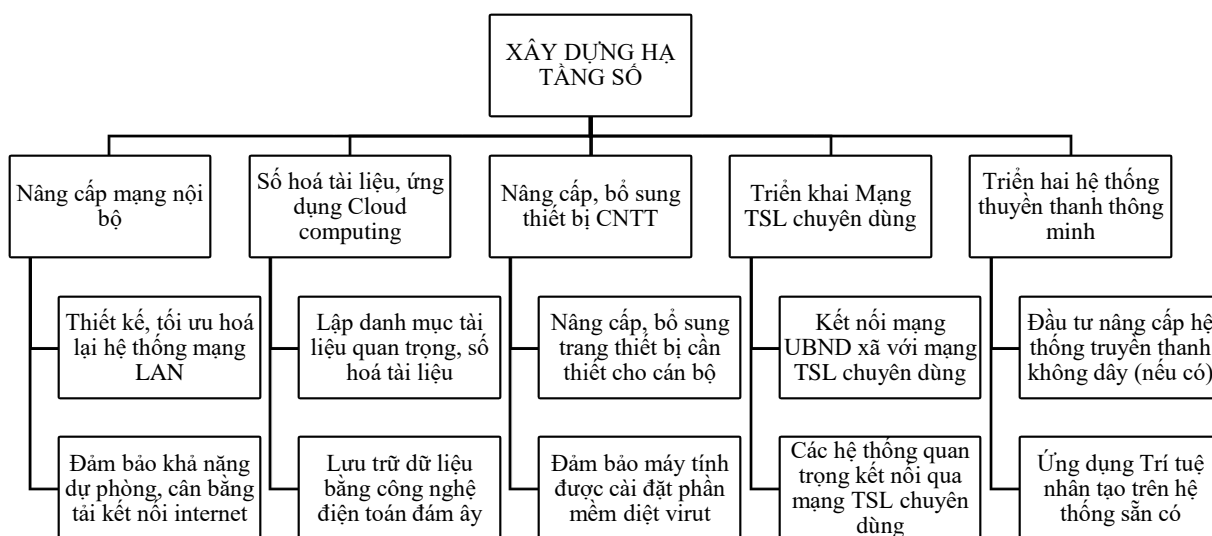 XÂY DỰNG HẠ
TẦNG SỐ
Nâng cấp mạng nội
bộ
Số hoá tài liệu, ứng
dụng Cloud
computing
Nâng cấp, bổ sung
thiết bị CNTT
Triển khai Mạng
TSL chuyên dùng
Triển hai hệ thống
thuyền thanh thông
minh
Thiết kế, tối ưu hoá
lại hệ thống mạng
LAN
Lập danh mục tài
liệu quan trọng, số
hoá tài liệu
Nâng cấp, bổ sung
trang thiết bị cần
thiết cho cán bộ
Kết nối mạng
UBND xã với mạng
TSL chuyên dùng
Đầu tư nâng cấp hệ
thống truyền thanh
không dây (nếu có)
Đảm bảo khả năng
dự phòng, cân bằng
tải kết nối internet
Lưu trữ dữ liệu
bằng công nghệ
điện toán đám ây
Đảm bảo máy tính
được cài đặt phần
mềm diệt virut
Các hệ thống quan
trọng kết nối qua
mạng TSL chuyên
dùng
Ứng dụng Trí tuệ
nhân tạo trên hệ
thống sẵn có